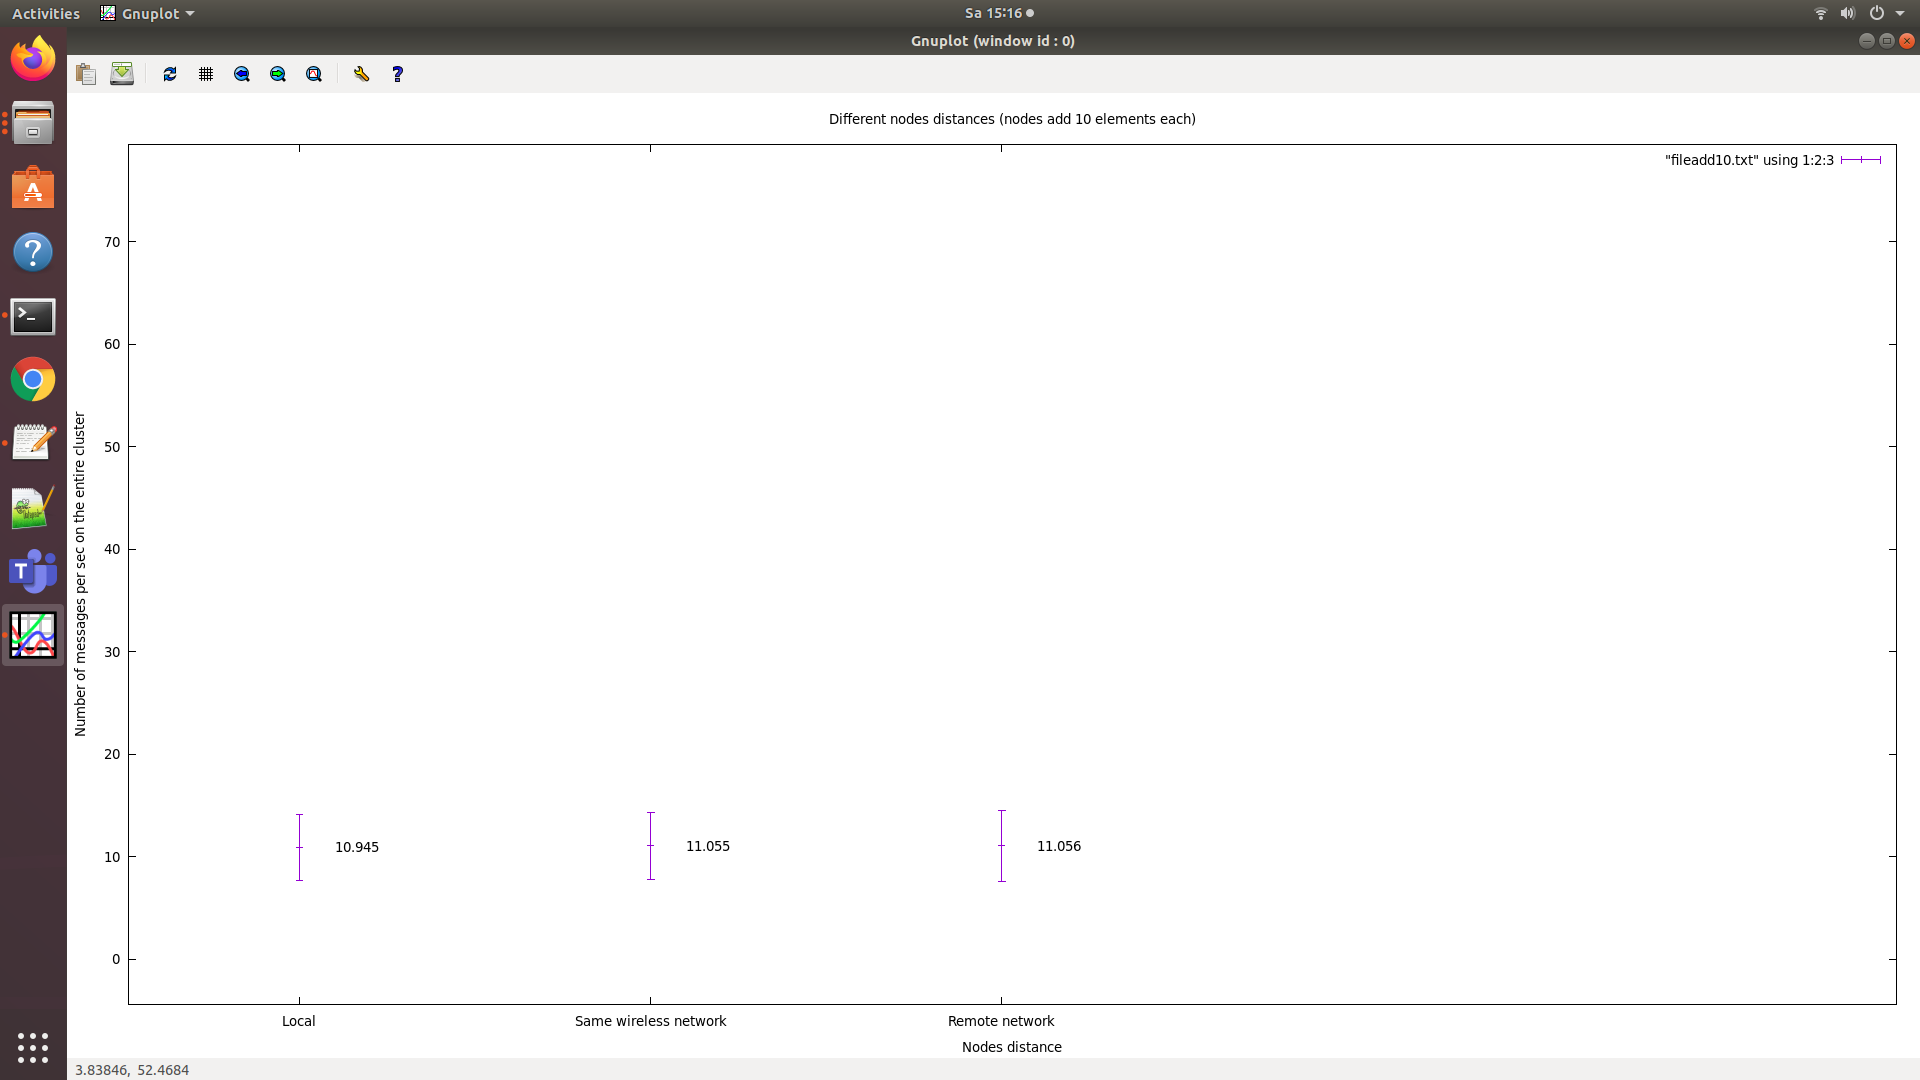 Activities Gnuplot Sa 15:16
Gnuplot (window id : 0)
Different nodes distances (nodes add 10 elements each)
"fileadd10.txt" using 1:2:3
Number of messages per sec on the entire cluster
70
60
50
40
30
20
10
0
10.945
11.055
11.056
Local
Same wireless network
Remote network
Nodes distance
3.83846, 52.4684